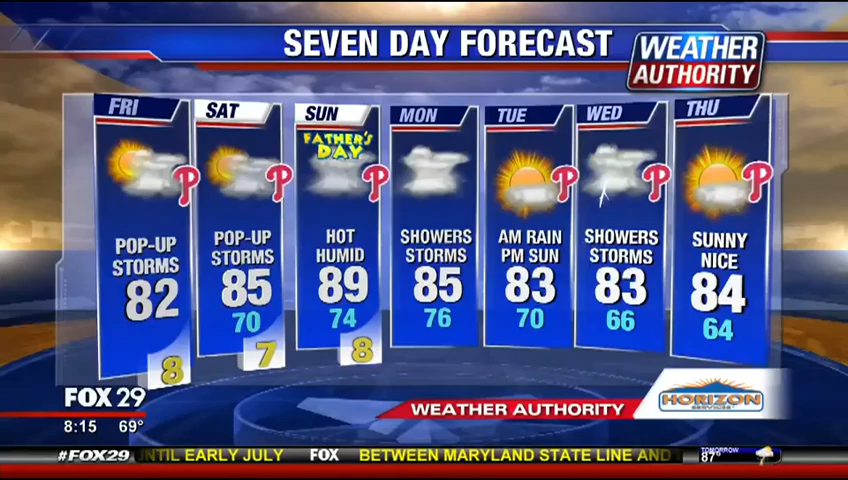 SEVEN DAY FORECAST
WEATHER
AUTHORITY
FRI
P
POP-UP
STORMS
82
8
SAT
P
POP-UP
STORMS
85
70
7
SUN
FATHER'S
DAY
P
HOT
HUMID
89
74
8
MON
SHOWERS
STORMS
85
76
TUE
P
AM RAIN
PM SUN
83
70
WED
P
SHOWERS
STORMS
83
66
THU
P
SUNNY
NICE
84
64
FOX 29
8:15 69°
WEATHER AUTHORITY
HORIZON
SERVICES
#FOX29 UNTIL EARLY JULY FOX BETWEEN MARYLAND STATE LINE AND
TOMORROW
87°